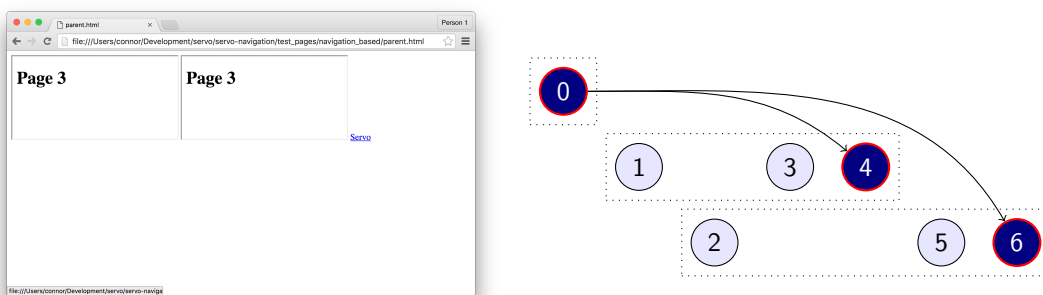 parent.html
Person 1
file:///Users/connor/Development/servo/servo-navigation/test_pages/navigation_based/parent.html
Page 3
Page 3
Servo
file:///Users/connor/Development/servo/servo-naviga
0
1
3
4
2
5
6